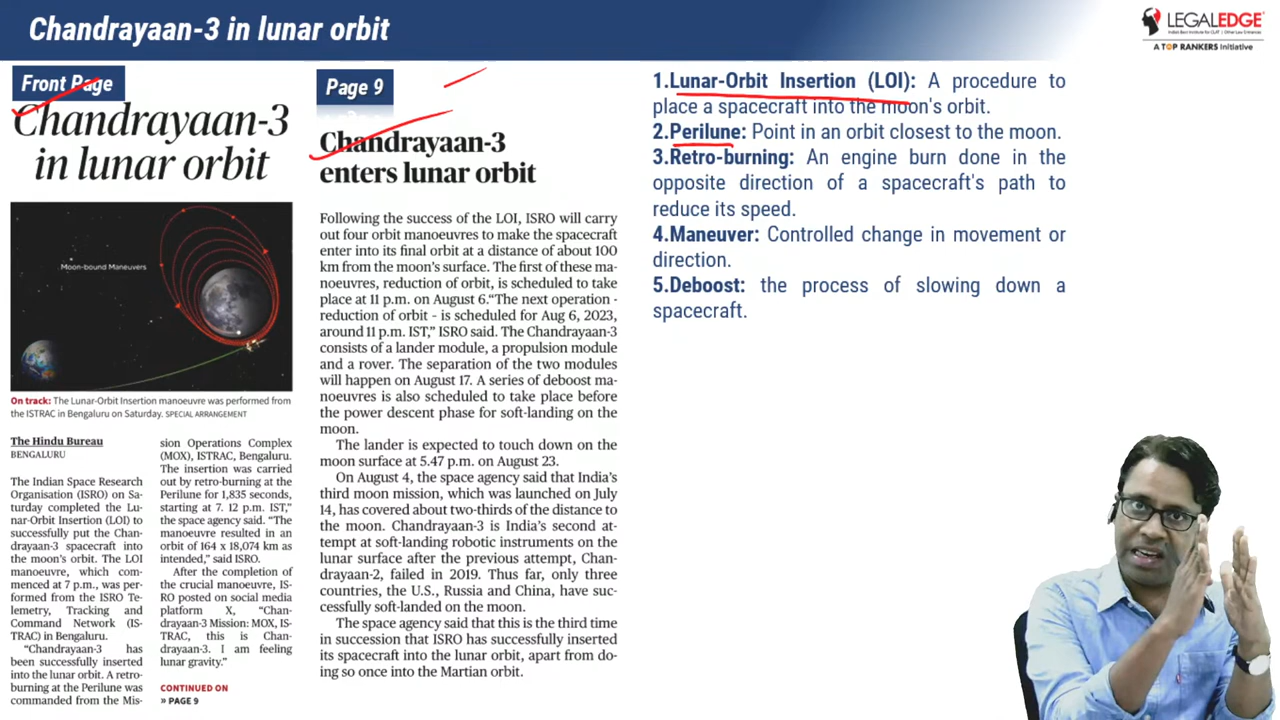 Chandrayaan-3 in lunar orbit
LEGALEDGE
India's Best Institute for CLAT | Other Law Entrances
A TOP RANKERS Initiative
Front Page
Chandrayaan-3
in lunar orbit
Moon-bound Maneuvers
On track: The Lunar-Orbit Insertion manoeuvre was performed from
the ISTRAC in Bengaluru on Saturday. SPECIAL ARRANGEMENT
The Hindu Bureau
BENGALURU
The Indian Space Research
Organisation (ISRO) on Sa-
turday completed the Lu-
nar-Orbit Insertion (LOI) to
successfully put the Chan-
drayaan-3 spacecraft into
the moon's orbit. The LOI
manoeuvre, which com-
menced at 7 p.m., was per-
formed from the ISRO Te-
lemetry, Tracking and
Command Network (IS-
TRAC) in Bengaluru.
"Chandrayaan-3 has
been successfully inserted
into the lunar orbit. A retro-
burning at the Perilune was
commanded from the Mis-
sion Operations Complex
(MOX), ISTRAC, Bengaluru.
The insertion was carried
out by retro-burning at the
Perilune for 1,835 seconds,
starting at 7. 12 p.m. IST,"
the space agency said. "The
manoeuvre resulted in an
orbit of 164 x 18,074 km as
intended," said ISRO.
After the completion of
the crucial manoeuvre, IS-
RO posted on social media
platform X, "Chan-
drayaan-3 Mission: MOX, IS-
TRAC, this is Chan-
drayaan-3. I am feeling
lunar gravity."
CONTINUED ON
» PAGE 9
Page 9
Chandrayaan-3
enters lunar orbit
Following the success of the LOI, ISRO will carry
out four orbit manoeuvres to make the spacecraft
enter into its final orbit at a distance of about 100
km from the moon's surface. The first of these ma-
noeuvres, reduction of orbit, is scheduled to take
place at 11 p.m. on August 6."The next operation -
reduction of orbit – is scheduled for Aug 6, 2023,
around 11 p.m. IST," ISRO said. The Chandrayaan-3
consists of a lander module, a propulsion module
and a rover. The separation of the two modules
will happen on August 17. A series of deboost ma-
noeuvres is also scheduled to take place before
the power descent phase for soft-landing on the
moon.
The lander is expected to touch down on the
moon surface at 5.47 p.m. on August 23.
On August 4, the space agency said that India's
third moon mission, which was launched on July
14, has covered about two-thirds of the distance to
the moon. Chandrayaan-3 is India's second at-
tempt at soft-landing robotic instruments on the
lunar surface after the previous attempt, Chan-
drayaan-2, failed in 2019. Thus far, only three
countries, the U.S., Russia and China, have suc-
cessfully soft-landed on the moon.
The space agency said that this is the third time
in succession that ISRO has successfully inserted
its spacecraft into the lunar orbit, apart from do-
ing so once into the Martian orbit.
1.Lunar-Orbit Insertion (LOI): A procedure to
place a spacecraft into the moon's orbit.
2.Perilune: Point in an orbit closest to the moon.
3.Retro-burning: An engine burn done in the
opposite direction of a spacecraft's path to
reduce its speed.
4.Maneuver: Controlled change in movement or
direction.
5.Deboost: the process of slowing down a
spacecraft.